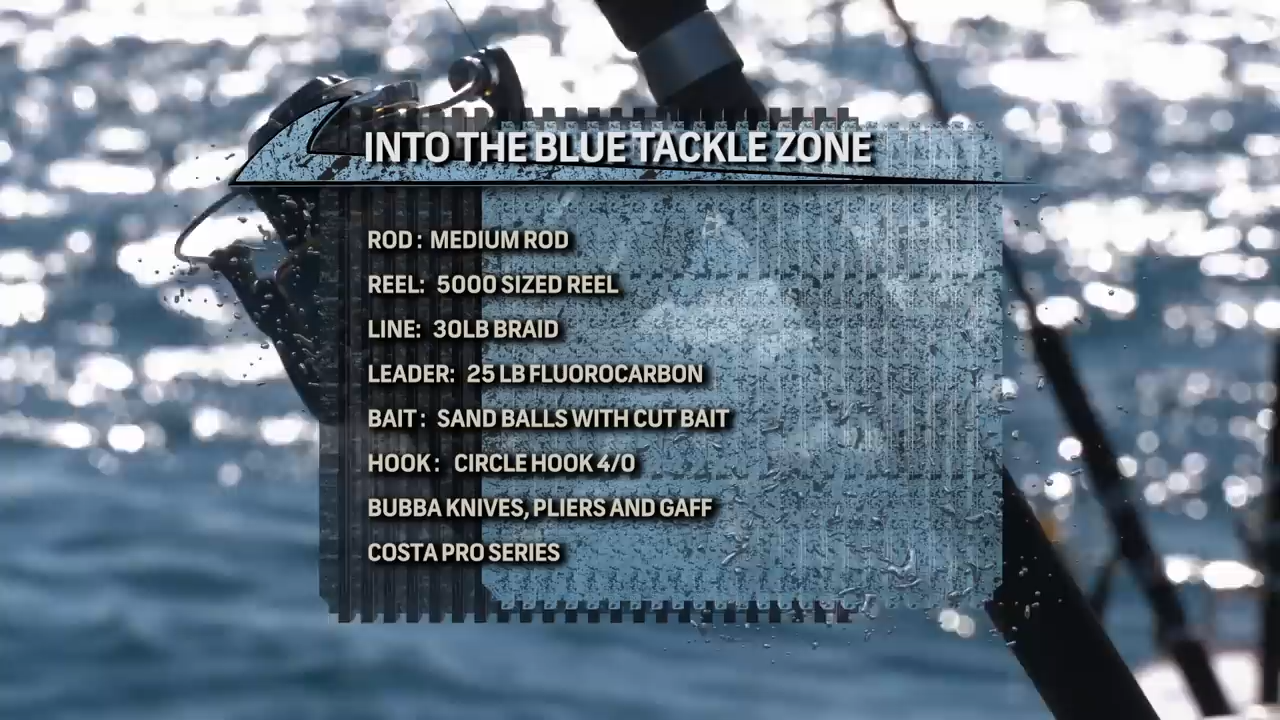 INTO THE BLUE TACKLE ZONE
ROD : MEDIUM ROD
REEL: 5000 SIZED REEL
LINE: 30LB BRAID
LEADER: 25 LB FLUOROCARBON
BAIT : SAND BALLS WITH CUT BAIT
HOOK : CIRCLE HOOK 4/0
BUBBA KNIVES, PLIERS AND GAFF
COSTA PRO SERIES